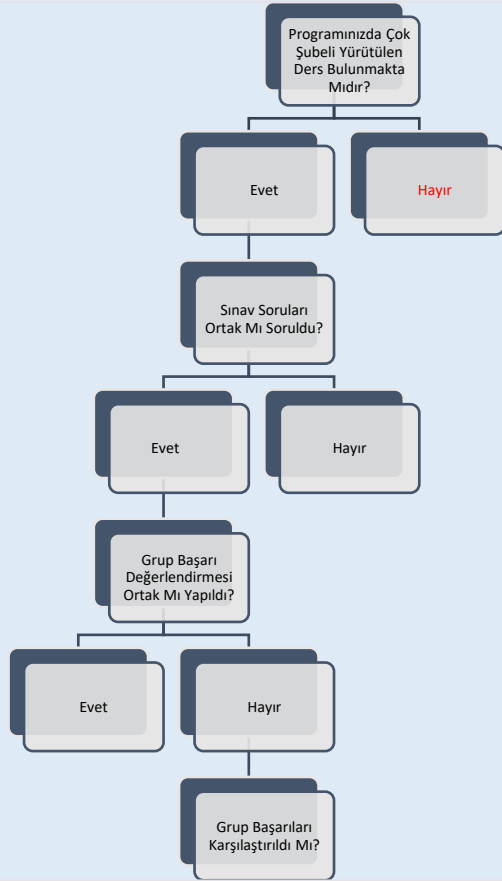 Programınızda Çok
Şubeli Yürütülen
Ders Bulunmakta
Mıdır?
Evet
Hayır
Sınav Soruları
Ortak Mı Soruldu?
Evet
Hayır
Grup Başarı
Değerlendirmesi
Ortak Mı Yapıldı?
Evet
Hayır
Grup Başarıları
Karşılaştırıldı Mı?